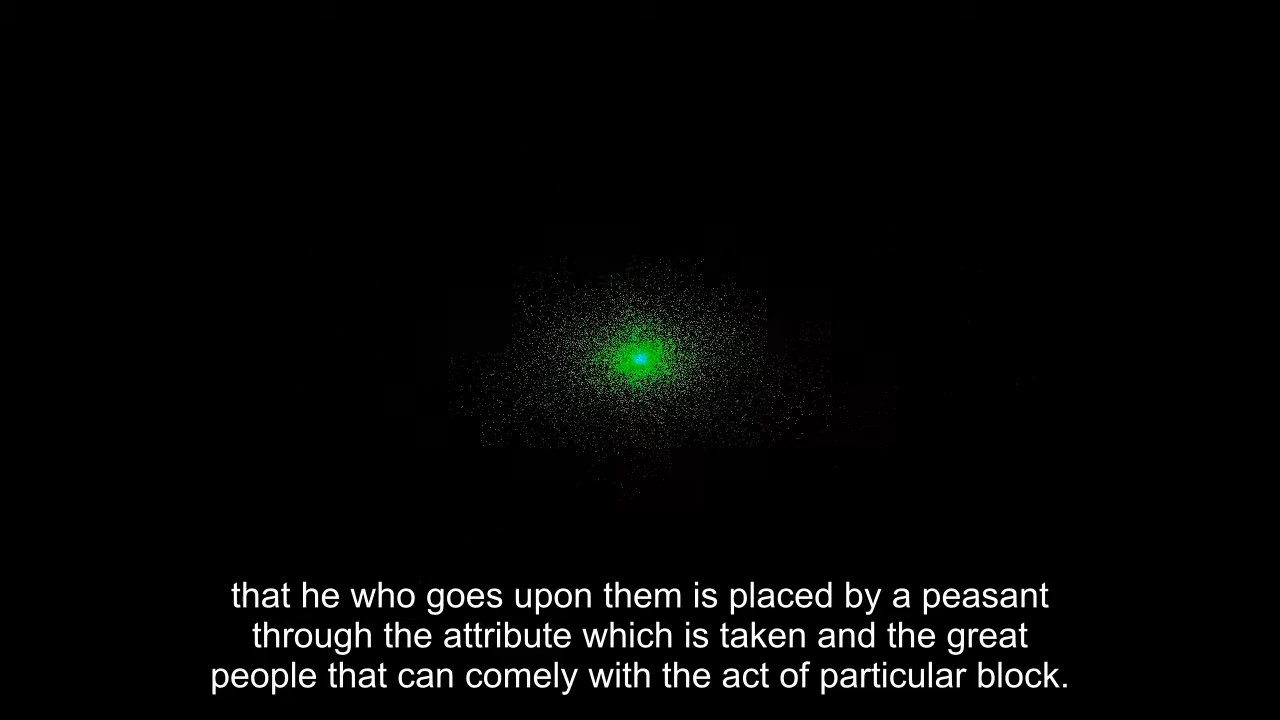 that he who goes upon them is placed by a peasant
through the attribute which is taken and the great
people that can comely with the act of particular block.